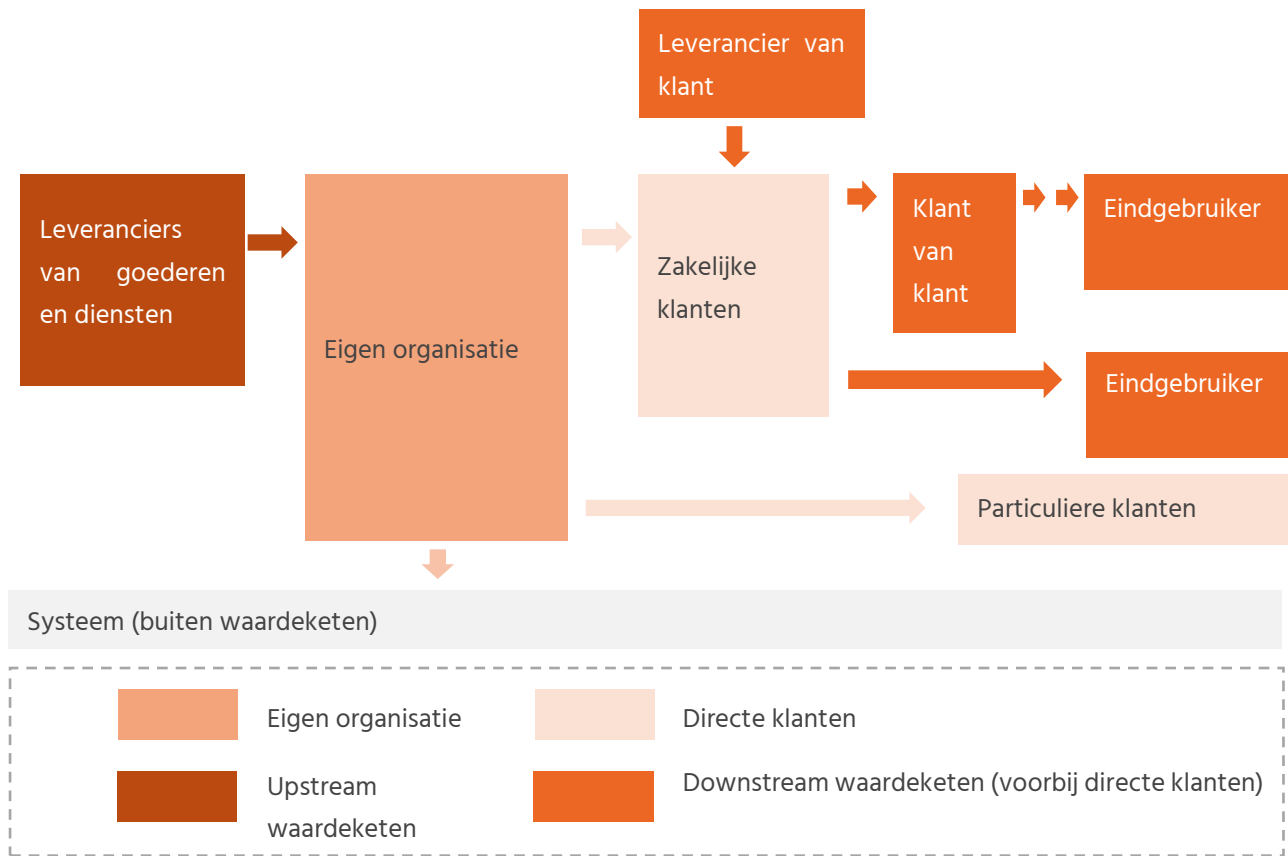 Leverancier van
klant
Leveranciers
van goederen
en diensten
Eigen organisatie
Zakelijke
klanten
Klant
van
klant
Eindgebruiker
Eindgebruiker
Particuliere klanten
Systeem (buiten waardeketen)
Eigen organisatie
Directe klanten
Upstream
waardeketen
Downstream waardeketen (voorbij directe klanten)